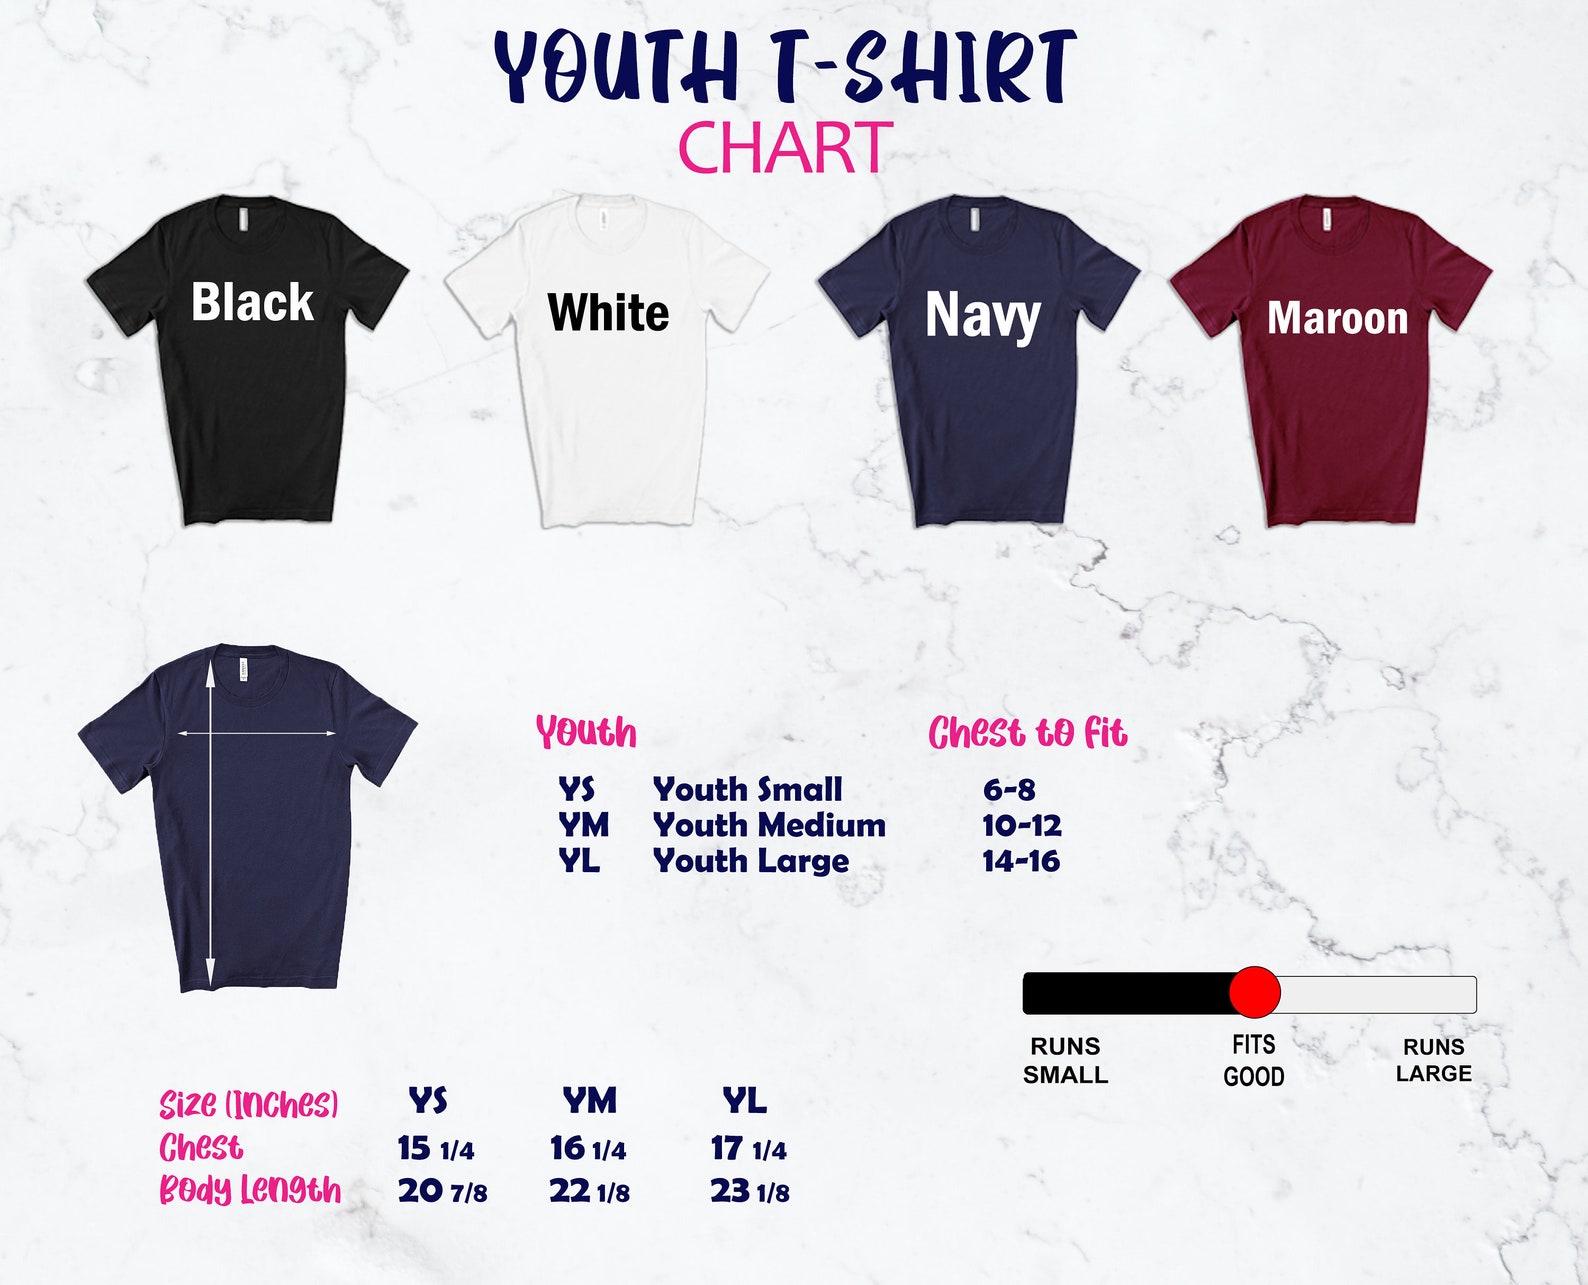 YOUTH T-SHIRT
CHART
Black
White
Navy
Maroon
Youth Chest to fit
YS Youth Small 6-8
YM Youth Medium 10-12
YL Youth Large 14-16
RUNS SMALL
FITS GOOD
RUNS LARGE
Size (Inches) YS YM YL
Chest 15 1/4 16 1/4 17 1/4
Body Length 20 7/8 22 1/8 23 1/8